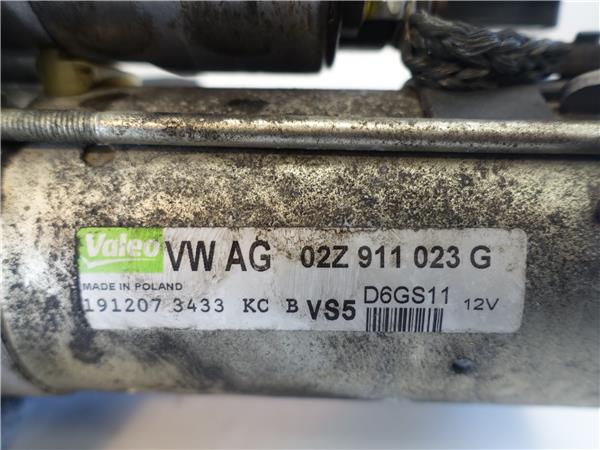 Valeo VW AG 02Z 911 023 G
MADE IN POLAND
191207 3433 KC B VS5 D6GS11 12V